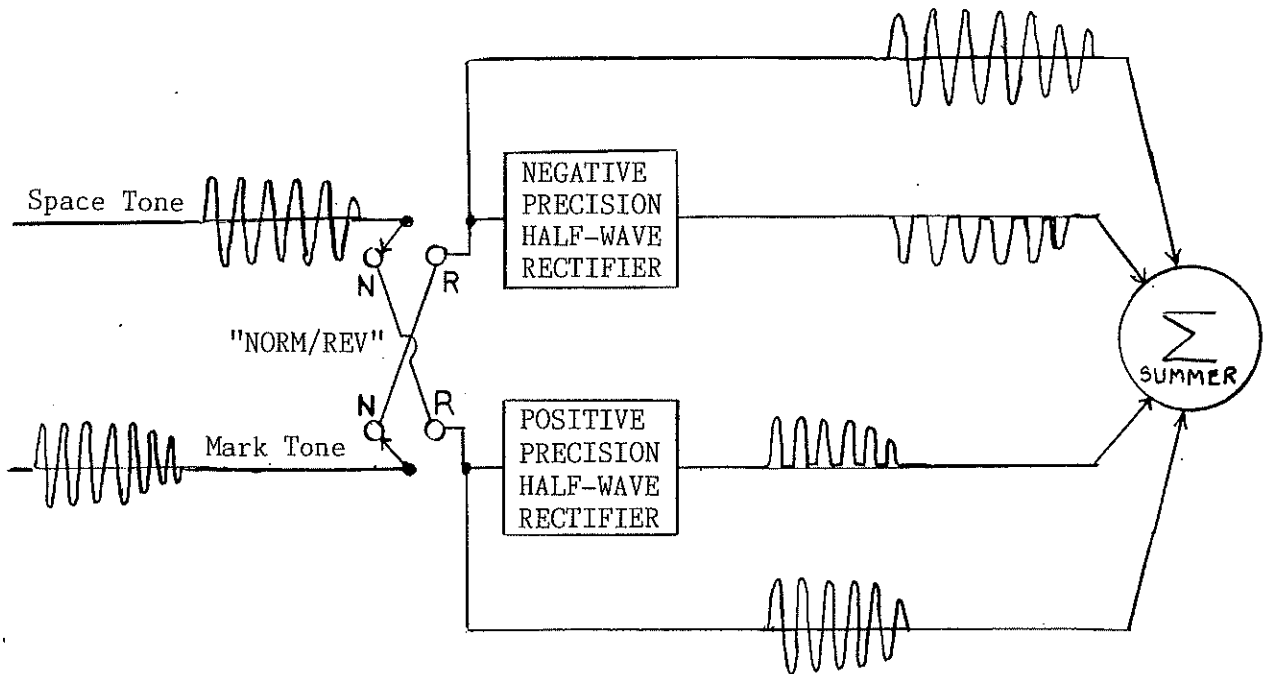 Space Tone
NEGATIVE
PRECISION
HALF-WAVE
RECTIFIER
N
R
"NORM/REV"
Σ
SUMMER
N
R
Mark Tone
POSITIVE
PRECISION
HALF-WAVE
RECTIFIER